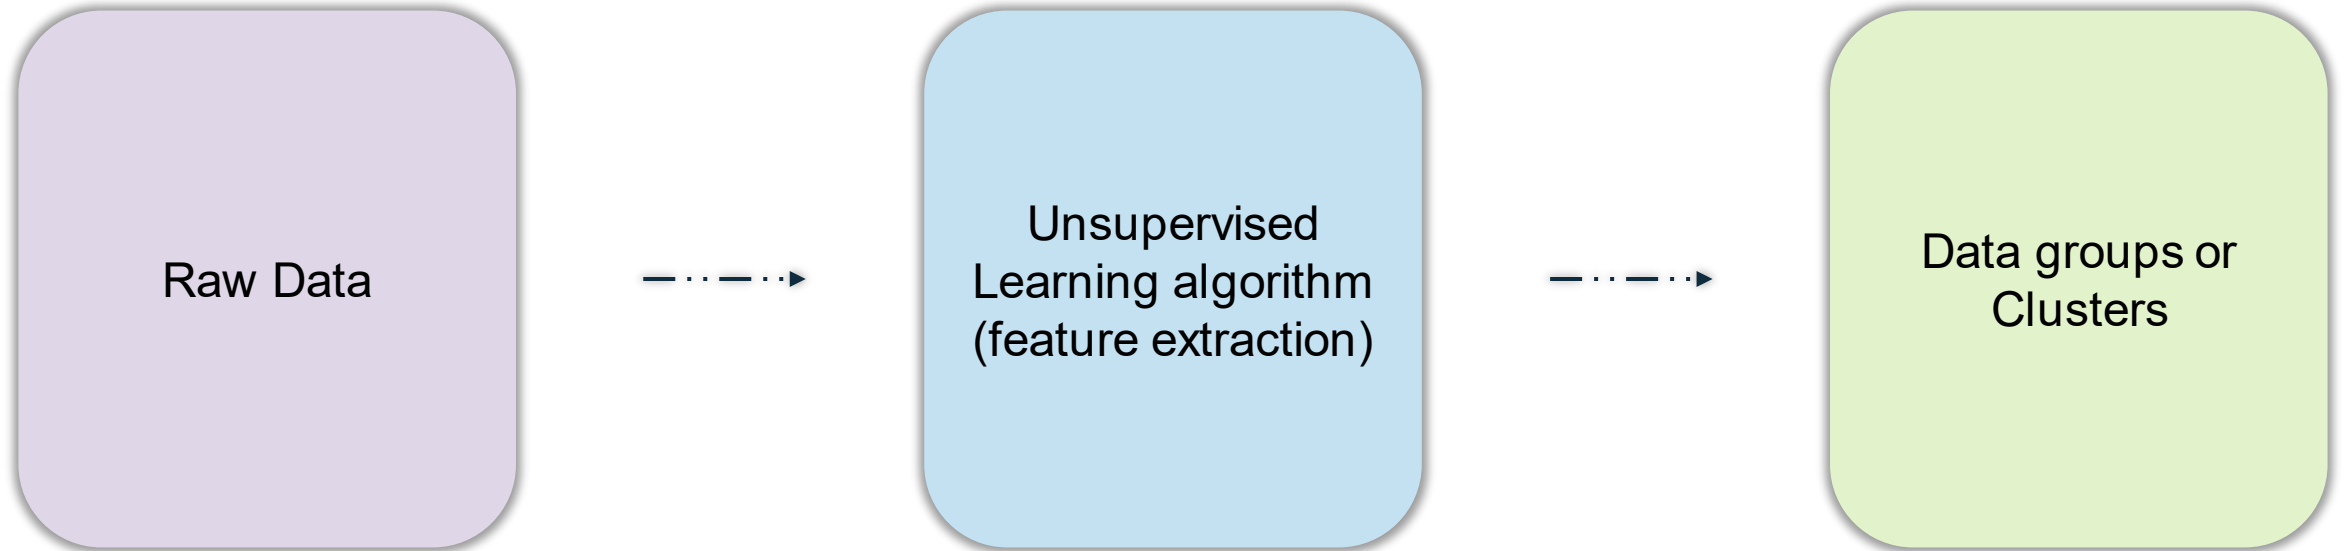 Raw Data
Unsupervised
Learning algorithm
(feature extraction)
Data groups or
Clusters